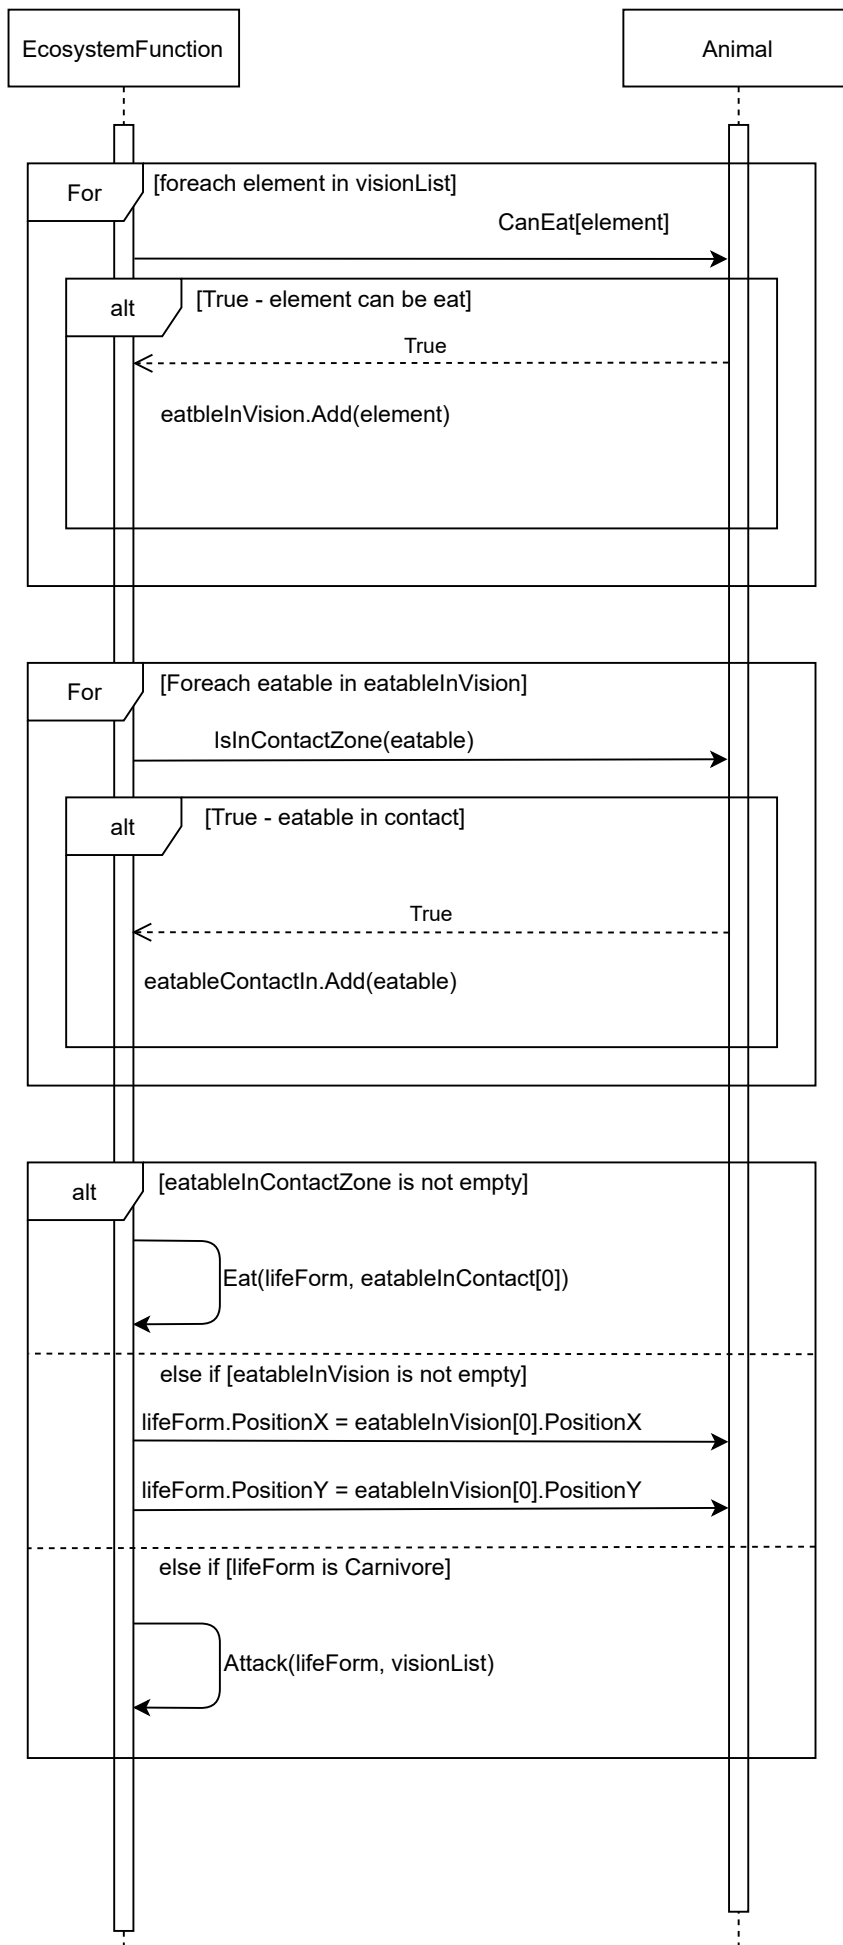 EcosystemFunction
Animal
For
[foreach element in visionList]
CanEat[element]
alt
[True - element can be eat]
True
eatbleInVision.Add(element)
For
[Foreach eatable in eatableInVision]
IsInContactZone(eatable)
alt
[True - eatable in contact]
True
eatableContactIn.Add(eatable)
alt
[eatableInContactZone is not empty]
Eat(lifeForm, eatableInContact[0])
else if [eatableInVision is not empty]
lifeForm.PositionX = eatableInVision[0].PositionX
lifeForm.PositionY = eatableInVision[0].PositionY
else if [lifeForm is Carnivore]
Attack(lifeForm, visionList)